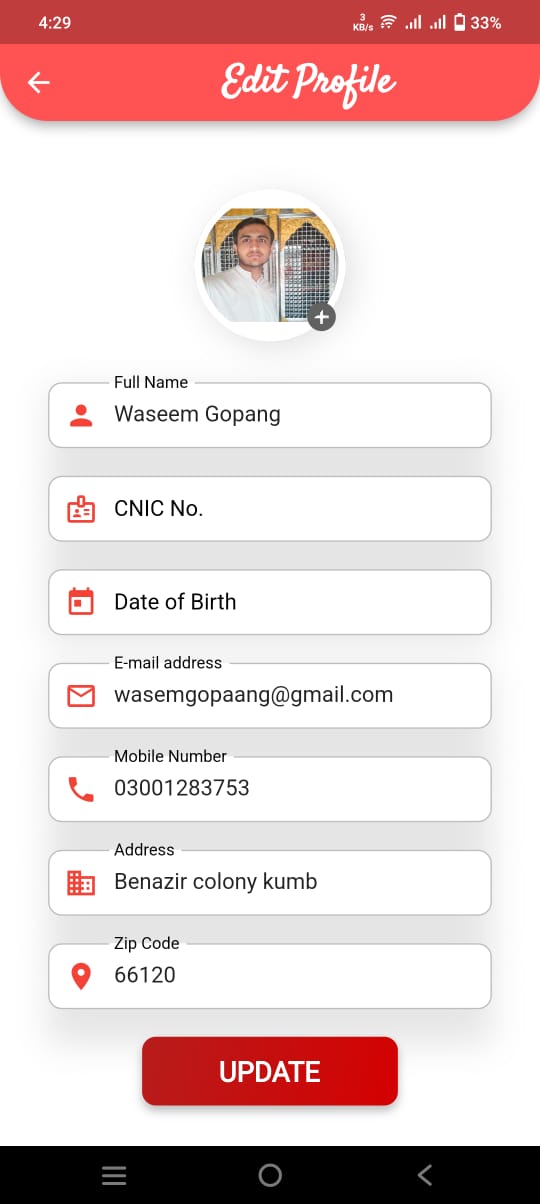 4:29
3
KB/s
33%
Edit Profile
Full Name
Waseem Gopang
CNIC No.
Date of Birth
E-mail address
wasemgopaang@gmail.com
Mobile Number
03001283753
Address
Benazir colony kumb
Zip Code
66120
UPDATE